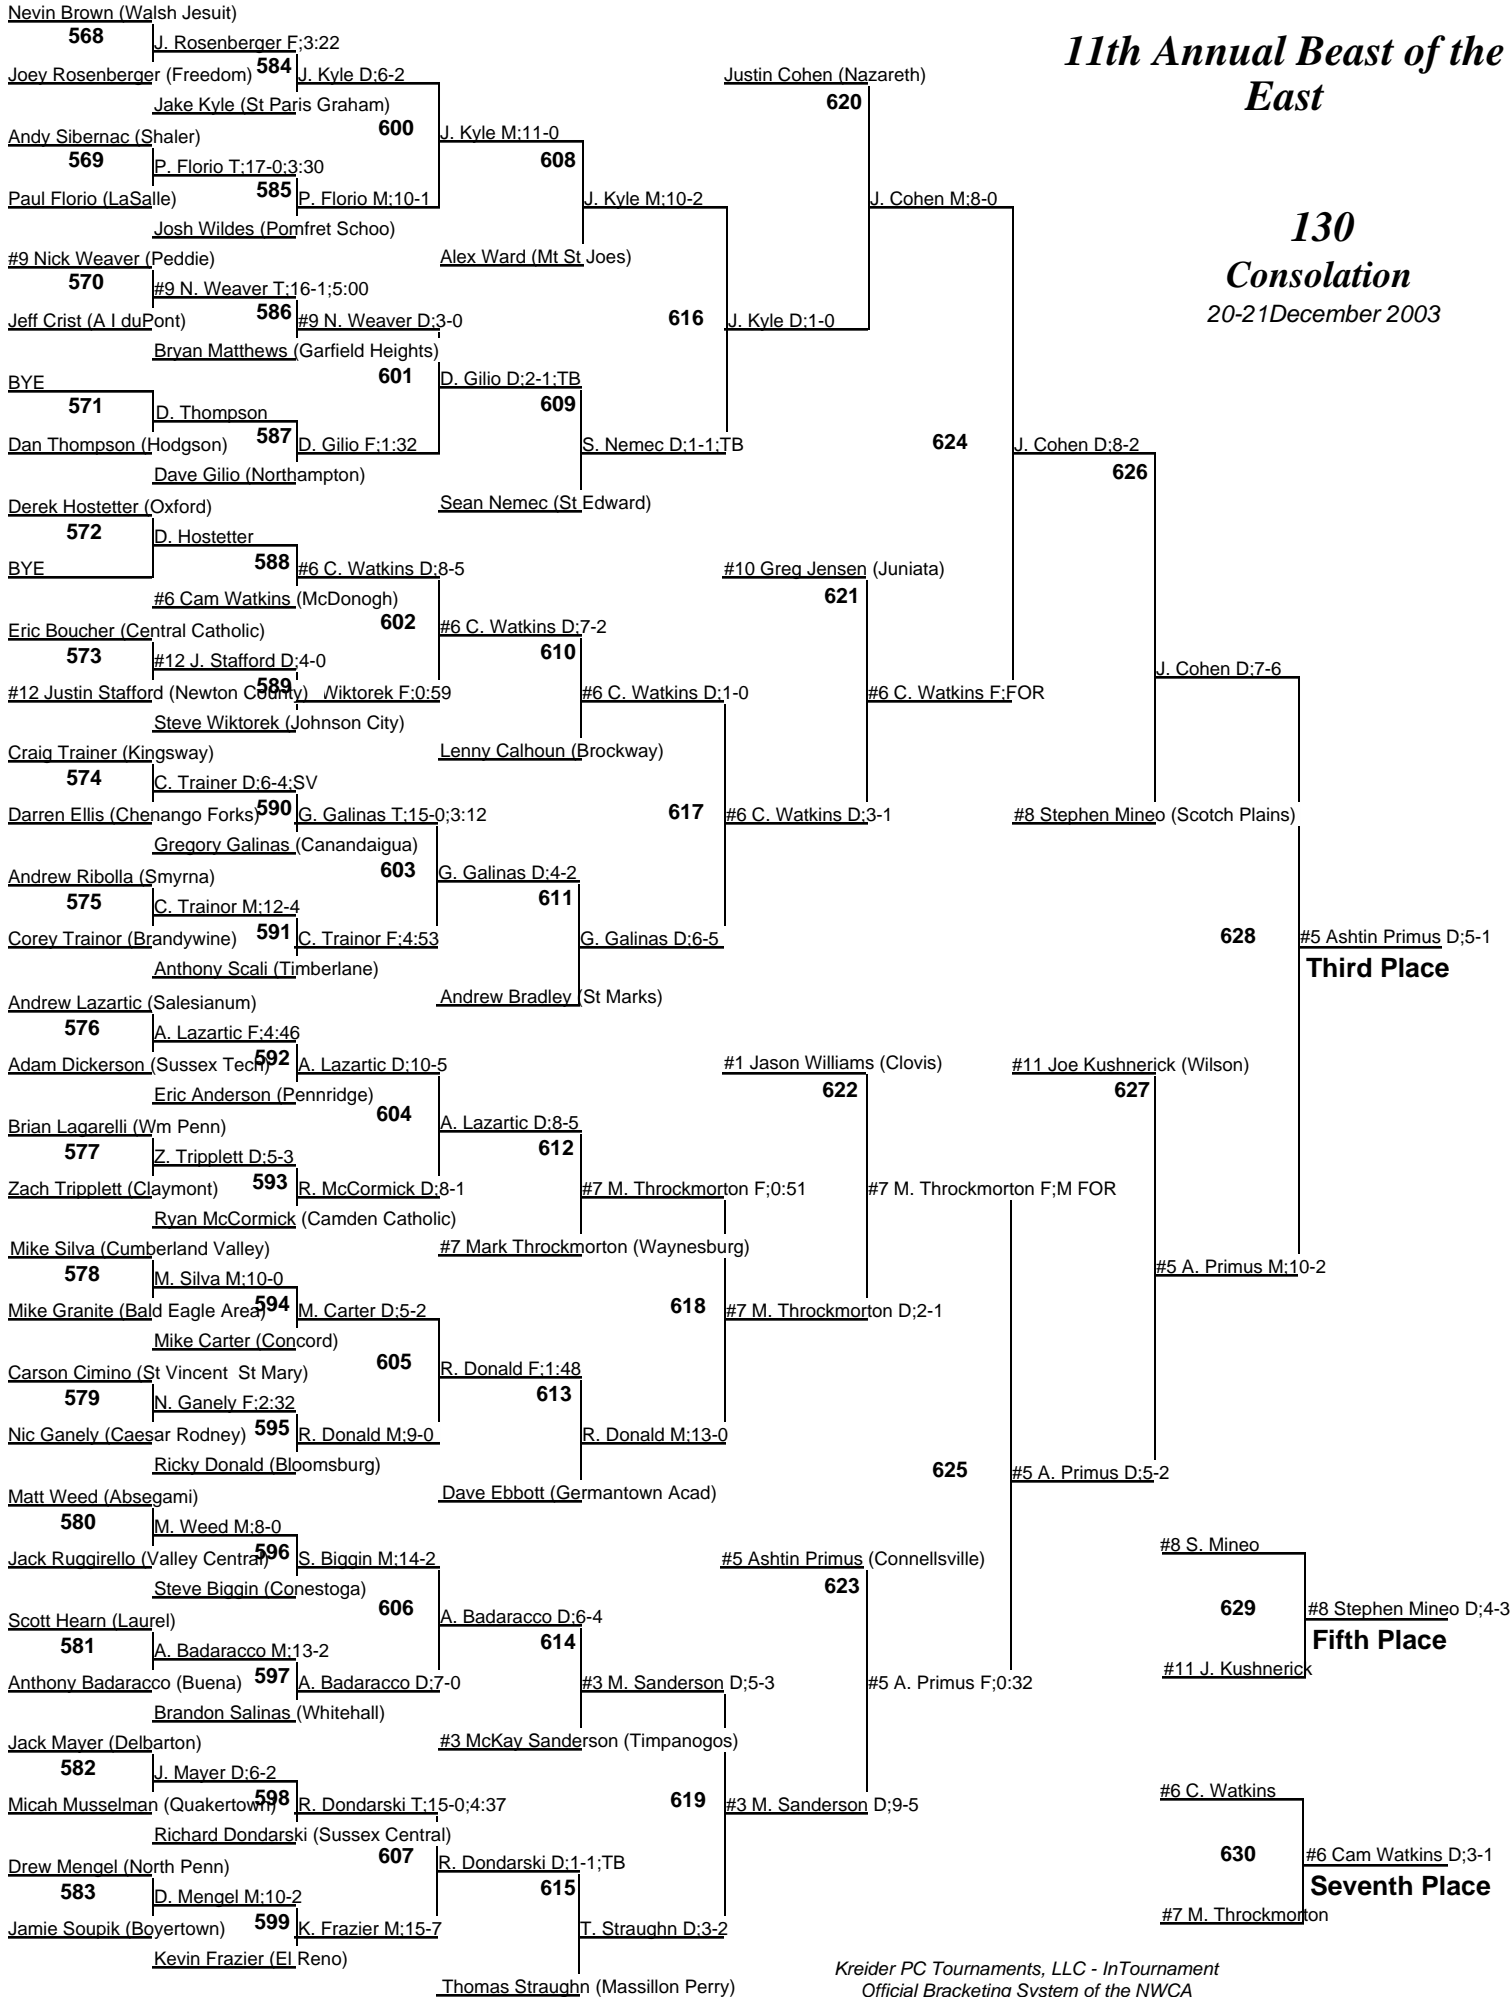 11th Annual Beast of the
East
130
Consolation
20-21December 2003
Nevin Brown (Walsh Jesuit)
568
J. Rosenberger F;3:22
Joey Rosenberger (Freedom)
584
J. Kyle D;6-2
Jake Kyle (St Paris Graham)
600
J. Kyle M;11-0
Andy Sibernac (Shaler)
569
P. Florio T;17-0;3:30
Paul Florio (LaSalle)
585
P. Florio M;10-1
Josh Wildes (Pomfret Schoo)
608
J. Kyle M;10-2
Alex Ward (Mt St Joes)
#9 Nick Weaver (Peddie)
570
#9 N. Weaver T;16-1;5:00
Jeff Crist (A I duPont)
586
#9 N. Weaver D;3-0
Bryan Matthews (Garfield Heights)
601
D. Gilio D;2-1;TB
BYE
571
D. Thompson
Dan Thompson (Hodgson)
587
D. Gilio F;1:32
Dave Gilio (Northampton)
609
S. Nemec D;1-1;TB
Sean Nemec (St Edward)
616
J. Kyle D;1-0
Justin Cohen (Nazareth)
620
J. Cohen M;8-0
Derek Hostetter (Oxford)
572
D. Hostetter
BYE
588
#6 C. Watkins D;8-5
#6 Cam Watkins (McDonogh)
602
#6 C. Watkins D;7-2
Eric Boucher (Central Catholic)
573
#12 J. Stafford D;4-0
#12 Justin Stafford (Newton County)
589
Wiktorek F;0:59
Steve Wiktorek (Johnson City)
610
#6 C. Watkins D;1-0
Lenny Calhoun (Brockway)
Craig Trainer (Kingsway)
574
C. Trainer D;6-4;SV
Darren Ellis (Chenango Forks)
590
G. Galinas T;15-0;3:12
Gregory Galinas (Canandaigua)
603
G. Galinas D;4-2
Andrew Ribolla (Smyrna)
575
C. Trainor M;12-4
Corey Trainor (Brandywine)
591
C. Trainor F;4:53
Anthony Scali (Timberlane)
611
G. Galinas D;6-5
Andrew Bradley (St Marks)
617
#6 C. Watkins D;3-1
#10 Greg Jensen (Juniata)
621
#6 C. Watkins F;FOR
624
J. Cohen D;8-2
626
J. Cohen D;7-6
#8 Stephen Mineo (Scotch Plains)
Andrew Lazartic (Salesianum)
576
A. Lazartic F;4:46
Adam Dickerson (Sussex Tech)
592
A. Lazartic D;10-5
Eric Anderson (Pennridge)
604
A. Lazartic D;8-5
Brian Lagarelli (Wm Penn)
577
Z. Tripplett D;5-3
Zach Tripplett (Claymont)
593
R. McCormick D;8-1
Ryan McCormick (Camden Catholic)
612
#7 M. Throckmorton F;0:51
#7 Mark Throckmorton (Waynesburg)
Mike Silva (Cumberland Valley)
578
M. Silva M;10-0
Mike Granite (Bald Eagle Area)
594
M. Carter D;5-2
Mike Carter (Concord)
605
R. Donald F;1:48
Carson Cimino (St Vincent St Mary)
579
N. Ganely F;2:32
Nic Ganely (Caesar Rodney)
595
R. Donald M;9-0
Ricky Donald (Bloomsburg)
613
R. Donald M;13-0
Dave Ebbott (Germantown Acad)
618
#7 M. Throckmorton D;2-1
#1 Jason Williams (Clovis)
622
#7 M. Throckmorton F;M FOR
Matt Weed (Absegami)
580
M. Weed M;8-0
Jack Ruggirello (Valley Central)
596
S. Biggin M;14-2
Steve Biggin (Conestoga)
606
A. Badaracco D;6-4
Scott Hearn (Laurel)
581
A. Badaracco M;13-2
Anthony Badaracco (Buena)
597
A. Badaracco D;7-0
Brandon Salinas (Whitehall)
614
#3 M. Sanderson D;5-3
#3 McKay Sanderson (Timpanogos)
Jack Mayer (Delbarton)
582
J. Mayer D;6-2
Micah Musselman (Quakertown)
598
R. Dondarski T;15-0;4:37
Richard Dondarski (Sussex Central)
607
R. Dondarski D;1-1;TB
Drew Mengel (North Penn)
583
D. Mengel M;10-2
Jamie Soupik (Boyertown)
599
K. Frazier M;15-7
Kevin Frazier (El Reno)
615
T. Straughn D;3-2
Thomas Straughn (Massillon Perry)
619
#3 M. Sanderson D;9-5
#5 Ashtin Primus (Connellsville)
623
#5 A. Primus F;0:32
625
#5 A. Primus D;5-2
#11 Joe Kushnerick (Wilson)
627
#5 A. Primus M;10-2
628
#5 Ashtin Primus D;5-1
Third Place
#8 S. Mineo
629
#8 Stephen Mineo D;4-3
Fifth Place
#11 J. Kushnerick
#6 C. Watkins
630
#6 Cam Watkins D;3-1
Seventh Place
#7 M. Throckmorton
Kreider PC Tournaments, LLC - InTournament
Official Bracketing System of the NWCA